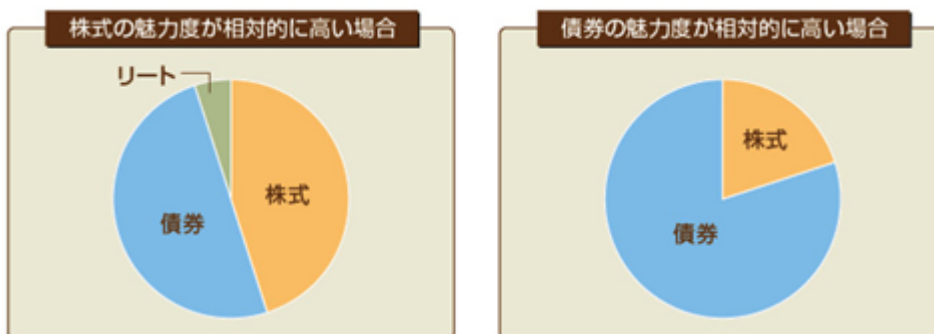 株式の魅力度が相対的に高い場合
リート
株式
債券
債券の魅力度が相対的に高い場合
株式
債券